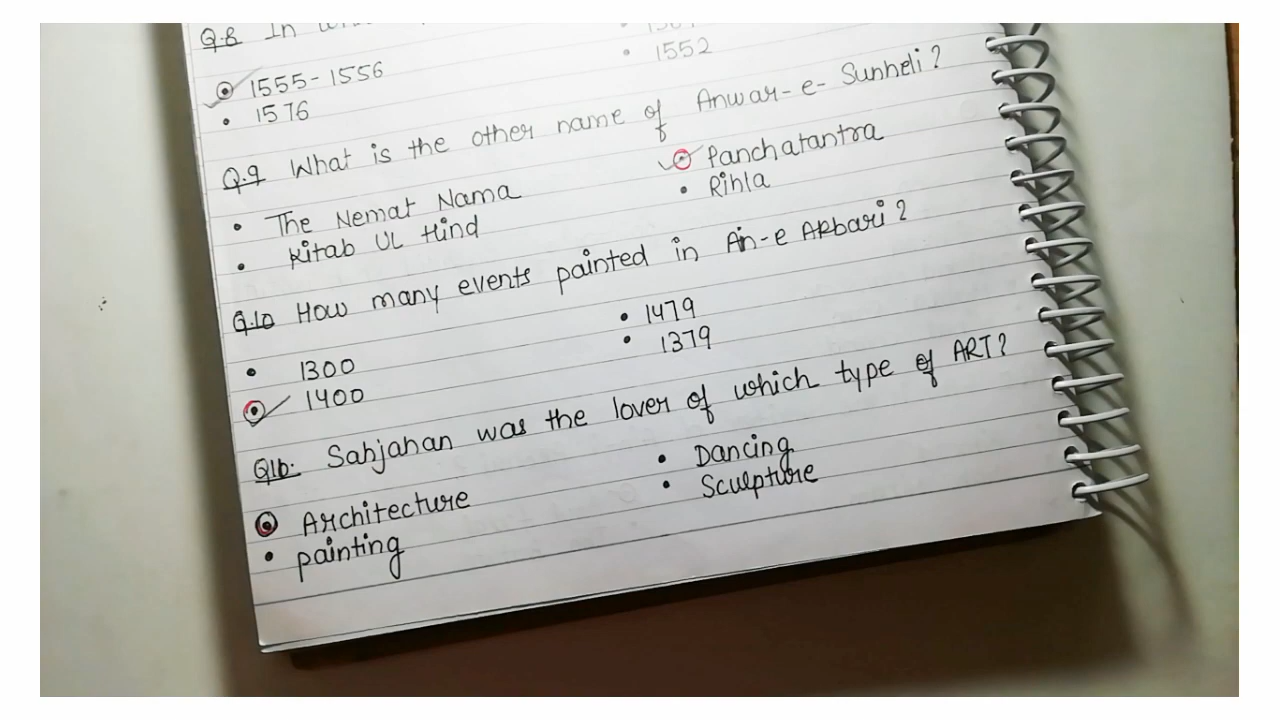 Q.8 In
• 1555-1556
• 1552
• 1576
Q.9 What is the other name of Anwar-e-Sunheli?
• The Nemat Nama
• Panchatantra
• Kitab UL Hind
• Rihla
Q.10 How many events painted in Ain-e Akbari?
• 1300
• 1479
• 1400
• 1379
Q1b. Sahjahan was the lover of which type of ART?
• Architecture
• Dancing
• painting
• Sculpture